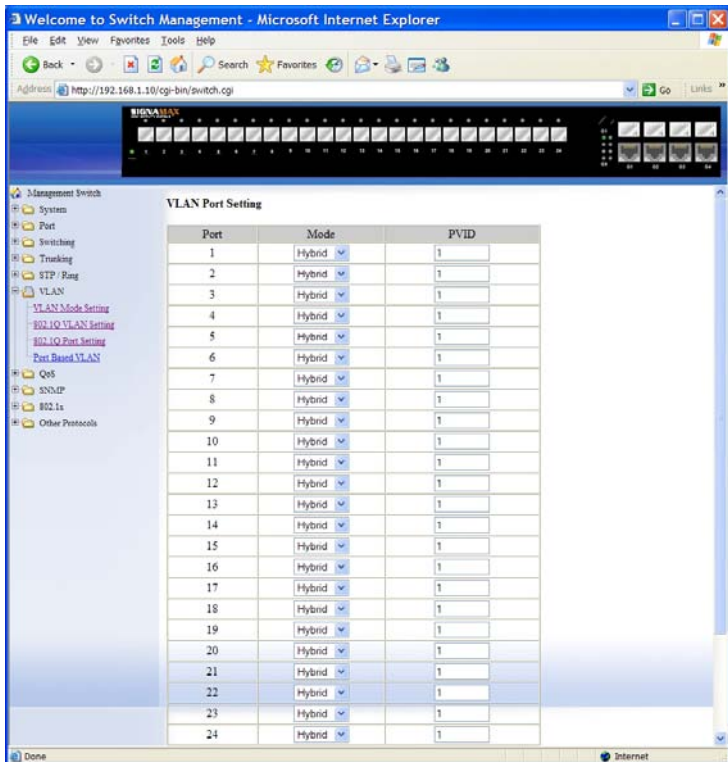 Welcome to Switch Management - Microsoft Internet Explorer
File Edit View Favorites Tools Help
Back Search Favorites
Address http://192.168.1.10/cgi-bin/switch.cgi Go Links »
SIGNAMAX
Management Switch
System
Port
Switching
Trunking
STP / Ring
VLAN
VLAN Mode Setting
802.1Q VLAN Setting
802.1Q Port Setting
Port Based VLAN
QoS
SNMP
802.1x
Other Protocols
VLAN Port Setting
Port Mode PVID
1 Hybrid 1
2 Hybrid 1
3 Hybrid 1
4 Hybrid 1
5 Hybrid 1
6 Hybrid 1
7 Hybrid 1
8 Hybrid 1
9 Hybrid 1
10 Hybrid 1
11 Hybrid 1
12 Hybrid 1
13 Hybrid 1
14 Hybrid 1
15 Hybrid 1
16 Hybrid 1
17 Hybrid 1
18 Hybrid 1
19 Hybrid 1
20 Hybrid 1
21 Hybrid 1
22 Hybrid 1
23 Hybrid 1
24 Hybrid 1
Done Internet